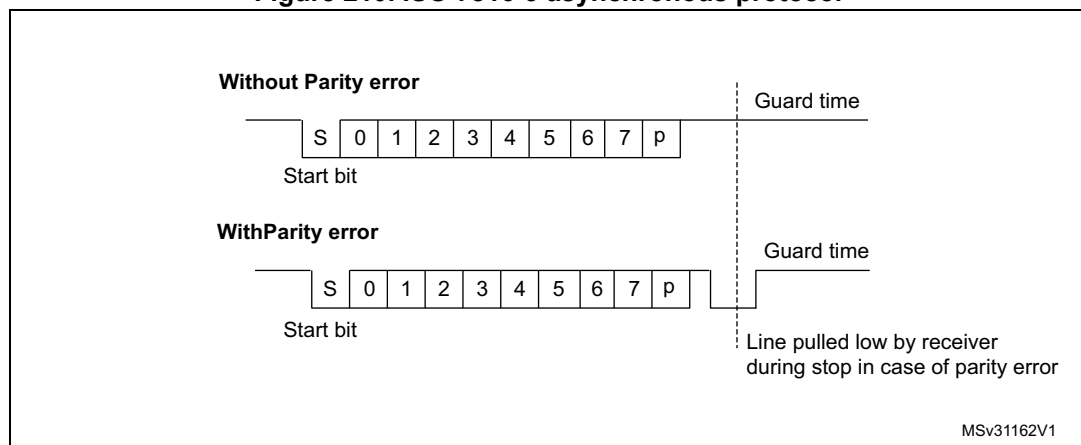 Without Parity error
Guard time
S 0 1 2 3 4 5 6 7 p
Start bit
WithParity error
Guard time
S 0 1 2 3 4 5 6 7 p
Start bit
Line pulled low by receiver
during stop in case of parity error
MSv31162V1